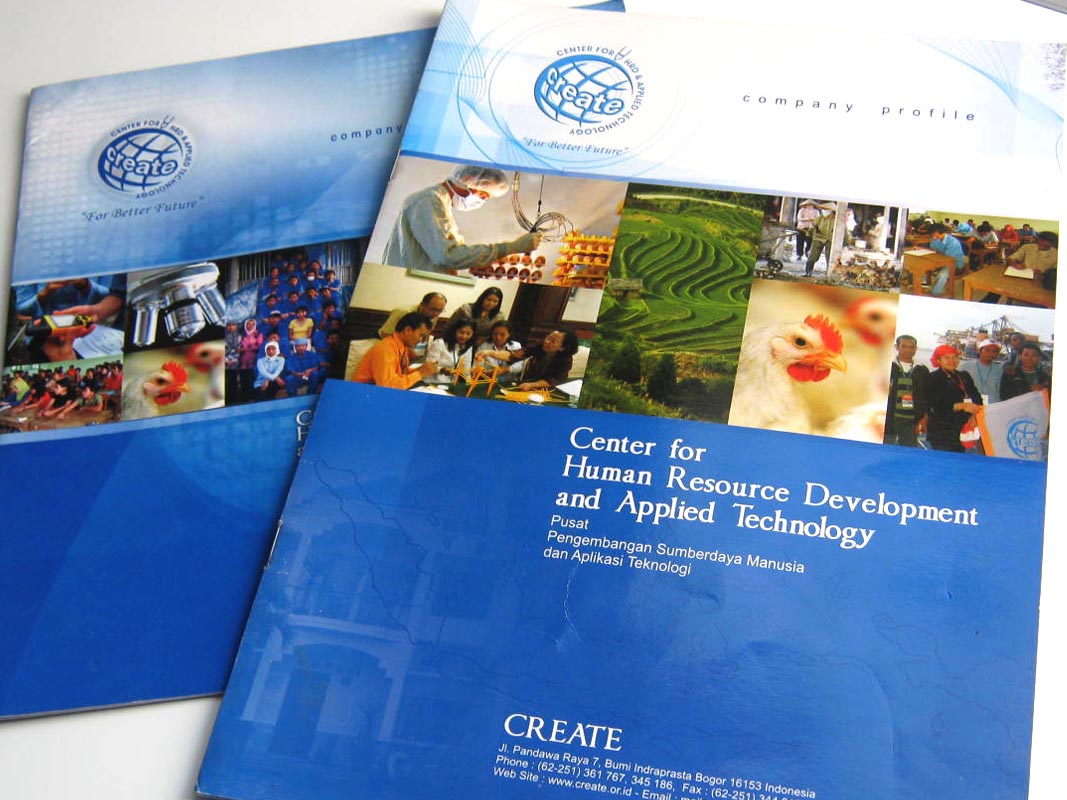 CENTER FOR HRD & APPLIED TECHNOLOGY
create
"For Better Future"
company
CENTER FOR HRD & APPLIED TECHNOLOGY
create
"For Better Future"
company profile
create
Center for
Human Resource Development
and Applied Technology
Pusat
Pengembangan Sumberdaya Manusia
dan Aplikasi Teknologi
CREATE
Jl. Pandawa Raya 7, Bumi Indraprasta Bogor 16153 Indonesia
Phone : (62-251) 361 767, 345 186, Fax : (62-251) 344
Web Site : www.create.or.id - Email :